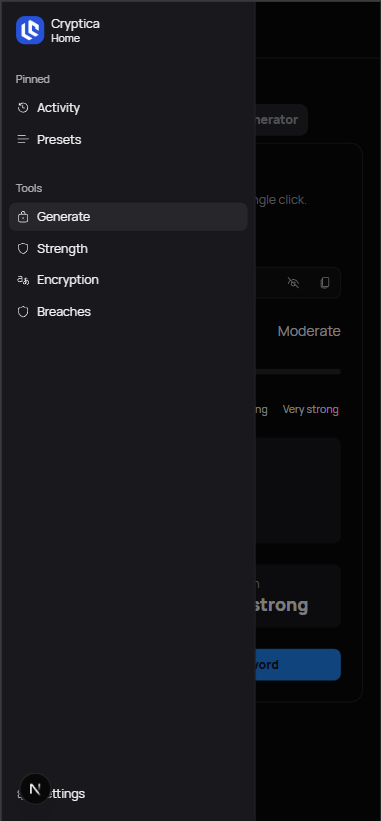 Cryptica
Home
Pinned
Activity
Presets
Tools
Generate
Strength
Encryption
Breaches
nerator
ngle click.
Moderate
ng Very strong
n
strong
word
N
ettings